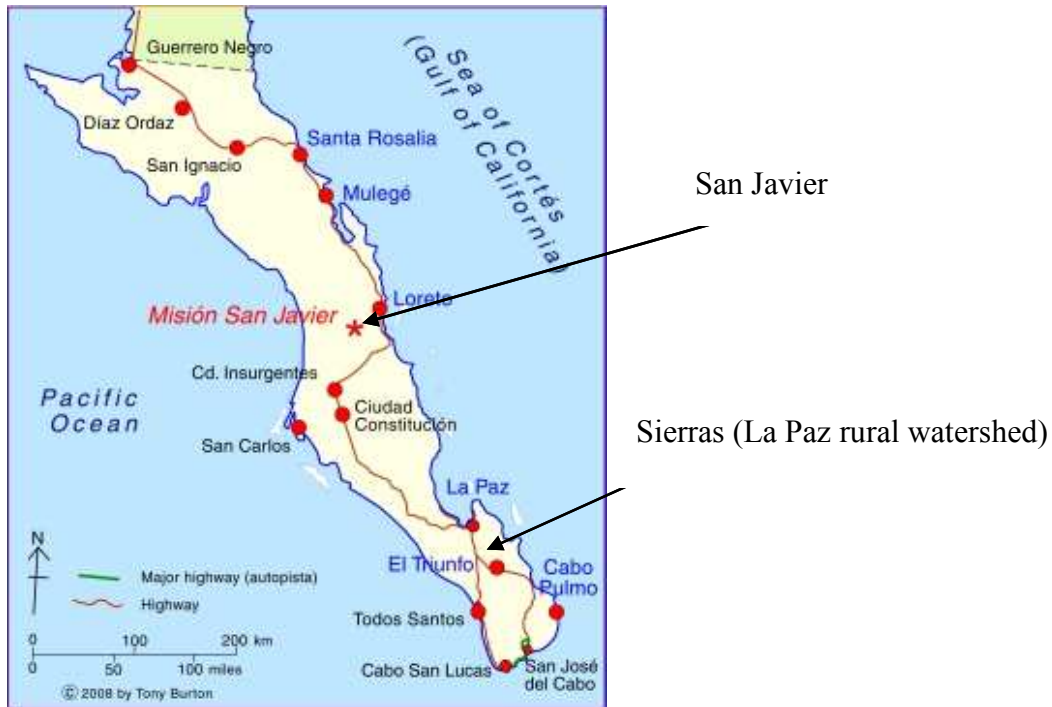 Guerrero Negro
Sea of Cortés
(Gulf of California)
Díaz Ordaz
San Ignacio
Santa Rosalia
Mulegé
San Javier
Loreto
Misión San Javier
Cd. Insurgentes
Pacific
Ocean
Ciudad
Constitución
San Carlos
Sierras (La Paz rural watershed)
La Paz
N
El Triunfo
Cabo
Pulmo
Major highway (autopista)
Highway
Todos Santos
0 100 200 km
0 50 100 miles
Cabo San Lucas
San José
del Cabo
© 2008 by Tony Burton